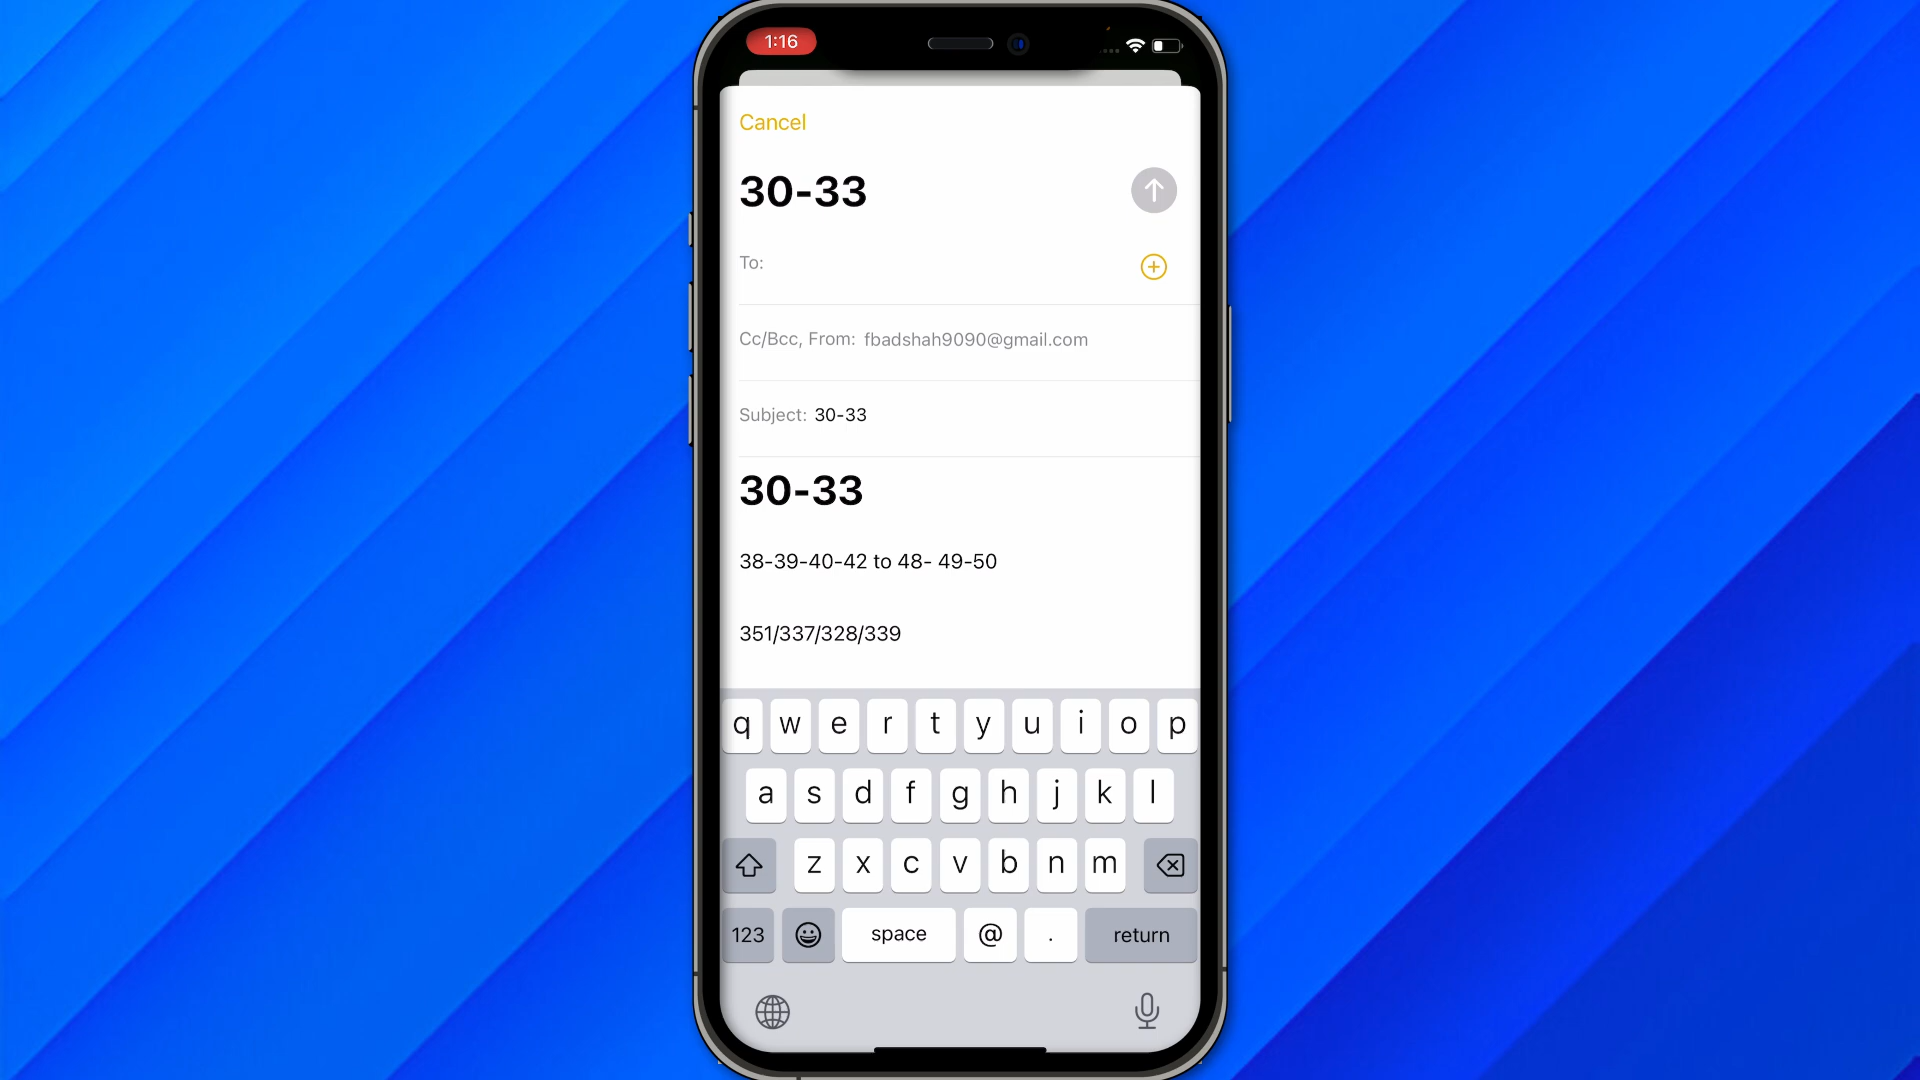 1:16
Cancel
30-33
To:
Cc/Bcc, From: fbadshah9090@gmail.com
Subject: 30-33
30-33
38-39-40-42 to 48- 49-50
351/337/328/339
q w e r t y u i o p
a s d f g h j k l
z x c v b n m
123 space @ . return